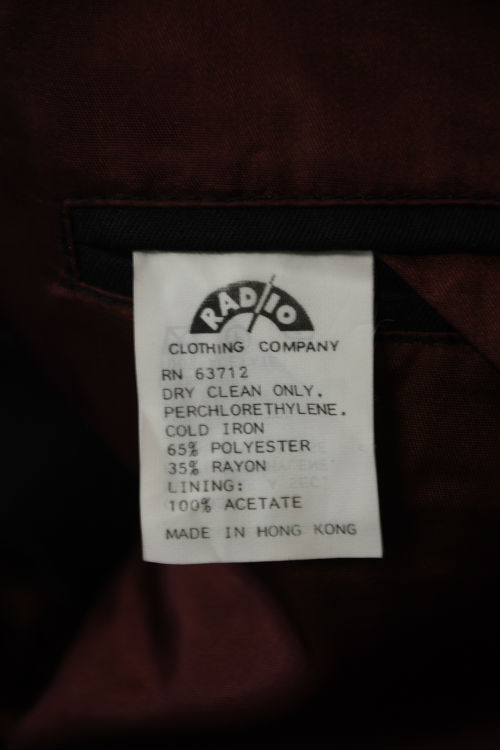 RADIO
CLOTHING COMPANY
RN 63712
DRY CLEAN ONLY.
PERCHLORETHYLENE.
COLD IRON
65% POLYESTER
35% RAYON
LINING:
100% ACETATE
MADE IN HONG KONG